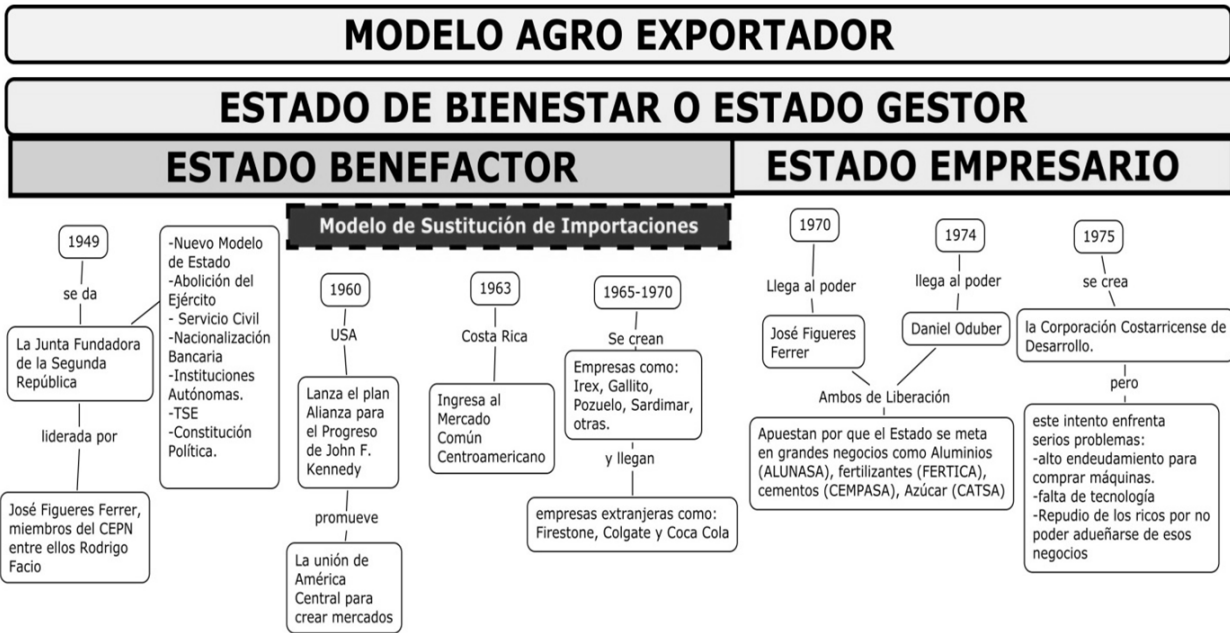 MODELO AGRO EXPORTADOR
ESTADO DE BIENESTAR O ESTADO GESTOR
ESTADO BENEFACTOR
ESTADO EMPRESARIO
Modelo de Sustitución de Importaciones
1949
se da
La Junta Fundadora
de la Segunda
República
liderada por
José Figueres Ferrer,
miembros del CEPN
entre ellos Rodrigo
Facio
-Nuevo Modelo
de Estado
-Abolición del
Ejército
- Servicio Civil
-Nacionalización
Bancaria
-Instituciones
Autónomas.
-TSE
-Constitución
Política.
1960
USA
Lanza el plan
Alianza para
el Progreso
de John F.
Kennedy
promueve
La unión de
América
Central para
crear mercados
1963
Costa Rica
Ingresa al
Mercado
Común
Centroamericano
1965-1970
Se crean
Empresas como:
Irex, Gallito,
Pozuelo, Sardimar,
otras.
y llegan
empresas extranjeras como:
Firestone, Colgate y Coca Cola
1970
Llega al poder
José Figueres
Ferrer
1974
llega al poder
Daniel Oduber
Ambos de Liberación
Apuestan por que el Estado se meta
en grandes negocios como Aluminios
(ALUNASA), fertilizantes (FERTICA),
cementos (CEMPASA), Azúcar (CATSA)
1975
se crea
la Corporación Costarricense de
Desarrollo.
pero
este intento enfrenta
serios problemas:
-alto endeudamiento para
comprar máquinas.
-falta de tecnología
-Repudio de los ricos por no
poder adueñarse de esos
negocios